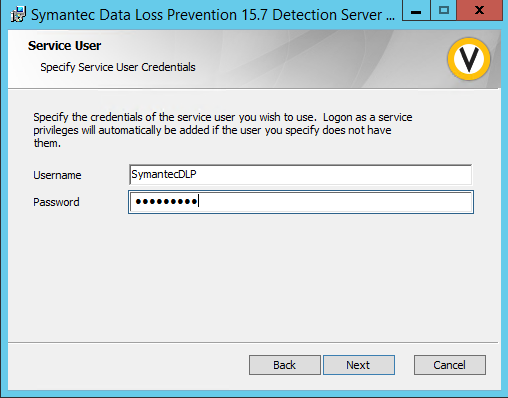 Symantec Data Loss Prevention 15.7 Detection Server ...
Service User
Specify Service User Credentials
Specify the credentials of the service user you wish to use. Logon as a service
privileges will automatically be added if the user you specify does not have
them.
Username
SymantecDLP
Password
●●●●●●●●●
Back
Next
Cancel